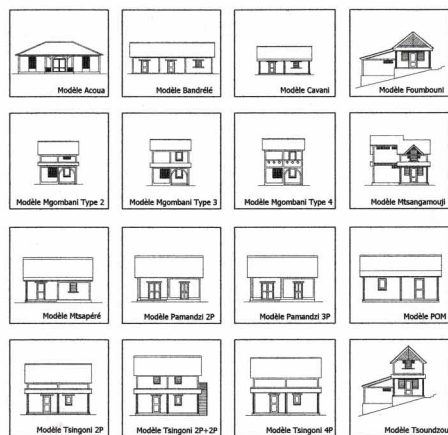 Modèle Acoua
Modèle Bandrélé
Modèle Cavani
Modèle Foumbouni
Modèle Mgombani Type 2
Modèle Mgombani Type 3
Modèle Mgombani Type 4
Modèle Mtsangamouji
Modèle Mtsapéré
Modèle Pamandzi 2P
Modèle Pamandzi 3P
Modèle POM
Modèle Tsingoni 2P
Modèle Tsingoni 2P+2P
Modèle Tsingoni 4P
Modèle Tsoundzou